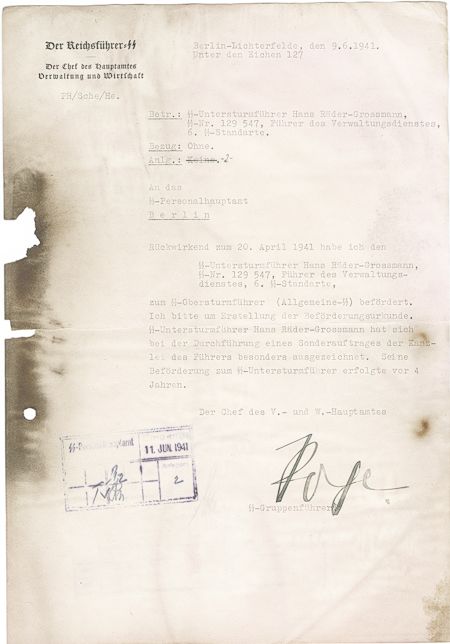 Der Reichsführer-SS
Der Chef des Hauptamtes
Verwaltung und Wirtschaft
PH/Sche/He.
Berlin-Lichterfelde, den 9.6.1941.
Unter den Eichen 127
Betr.: SS-Untersturmführer Hans Räder-Grossmann,
SS-Nr. 129 547, Führer des Verwaltungsdienstes,
6. SS-Standarte.
Bezug: Ohne.
Anlg.: Keine. -2-
An das
SS-Personalhauptamt
Berlin
Rückwirkend zum 20. April 1941 habe ich den
SS-Untersturmführer Hans Räder-Grossmann,
SS-Nr. 129 547, Führer des Verwaltungs-
dienstes, 6. SS-Standarte,
zum SS-Obersturmführer (Allgemeine-SS) befördert.
Ich bitte um Erstellung der Beförderungsurkunde.
SS-Untersturmführer Hans Räder-Grossmann hat sich
bei der Durchführung eines Sonderauftrages der Kanz-
lei des Führers besonders ausgezeichnet. Seine
Beförderung zum SS-Untersturmführer erfolgte vor 4
Jahren.
Der Chef des V.- und W.-Hauptamtes
SS-Gruppenführer
SS-Personalhauptamt
11. JUN. 1941
2